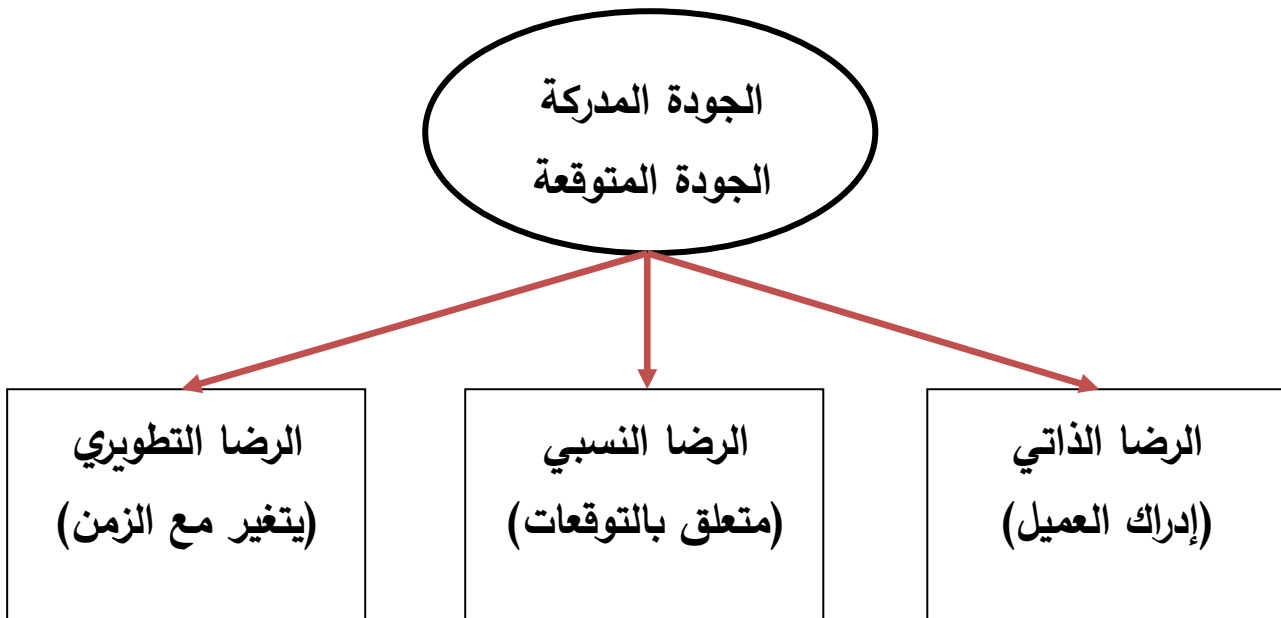 الجودة المدركة
الجودة المتوقعة
الرضا الذاتي
(إدراك العميل)
الرضا النسبي
(متعلق بالتوقعات)
الرضا التطويري
(يتغير مع الزمن)